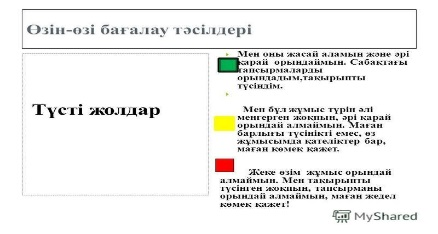 Өзін-өзі бағалау тәсілдері
Түсті жолдар
Мен оны жасай аламын және әрі
қарай орындаймын. Сабақтағы
тапсырмаларды
орындадым,тақырыпты
түсіндім.
Мен бұл жұмыс түрін әлі
меңгерген жоқпын, әрі қарай
орындай алмаймын. Маған
барлығы түсінікті емес, өз
жұмысымда қателіктер бар,
маған көмек қажет.
Жеке өзім жұмыс орындай
алмаймын. Мен тақырыпты
түсінген жоқпын, тапсырманы
орындай алмаймын, маған жедел
көмек қажет!
MyShared